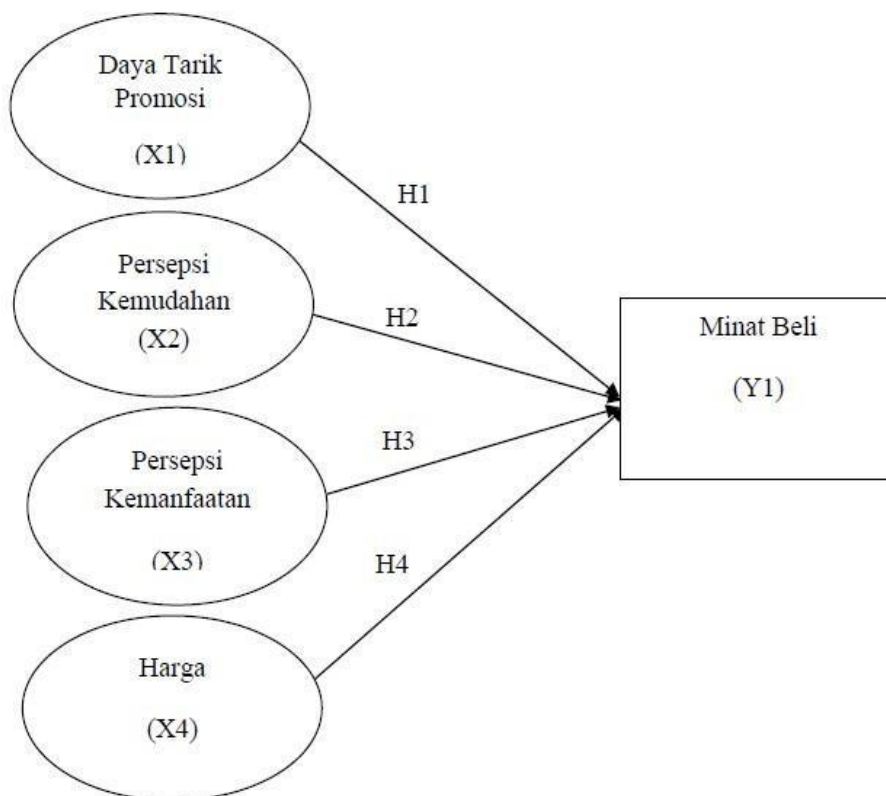 Daya Tarik
Promosi
(X1)
H1
Persepsi
Kemudahan
(X2)
H2
Minat Beli
(Y1)
Persepsi
Kemanfaatan
(X3)
H3
H4
Harga
(X4)